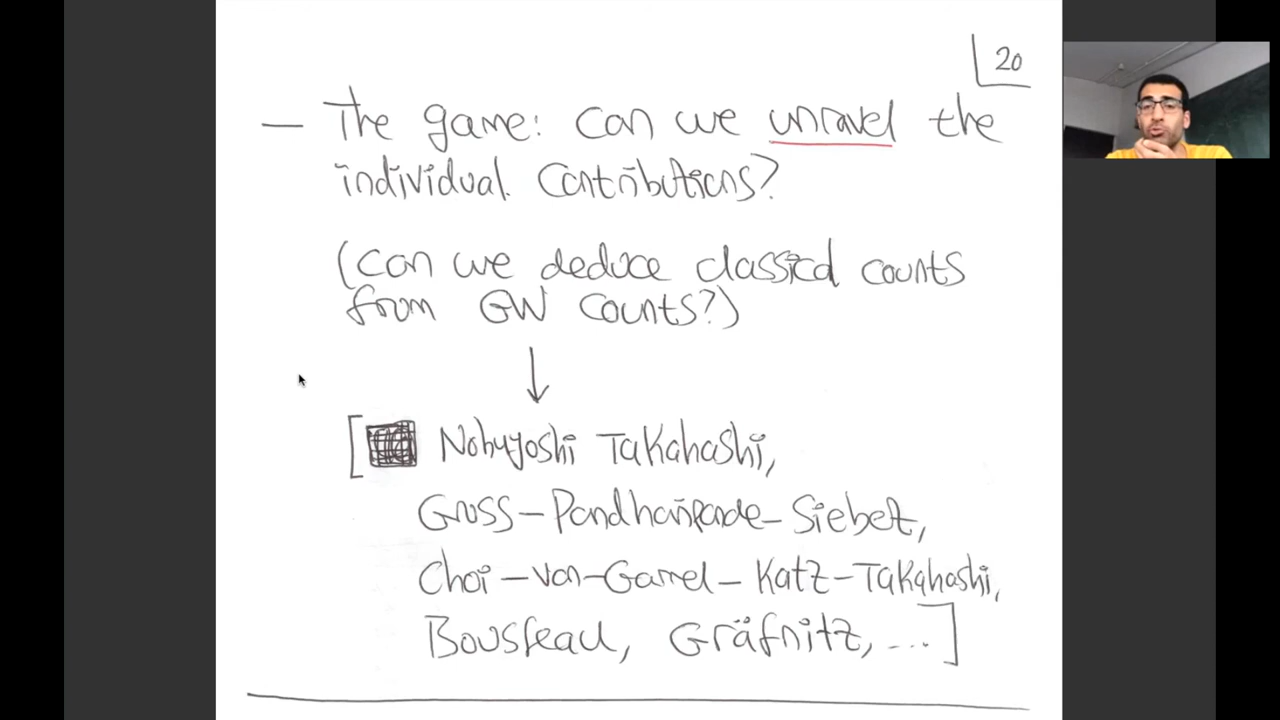 20
— The game: can we unravel the
individual contributions?
(can we deduce classical counts
from GW counts?)
↓
[ Nobuyoshi Takahashi,
Gross-Pandharipande-Siebert,
Choi-van-Garrel-Katz-Takahashi,
Bousseau, Gräfnitz, ...]